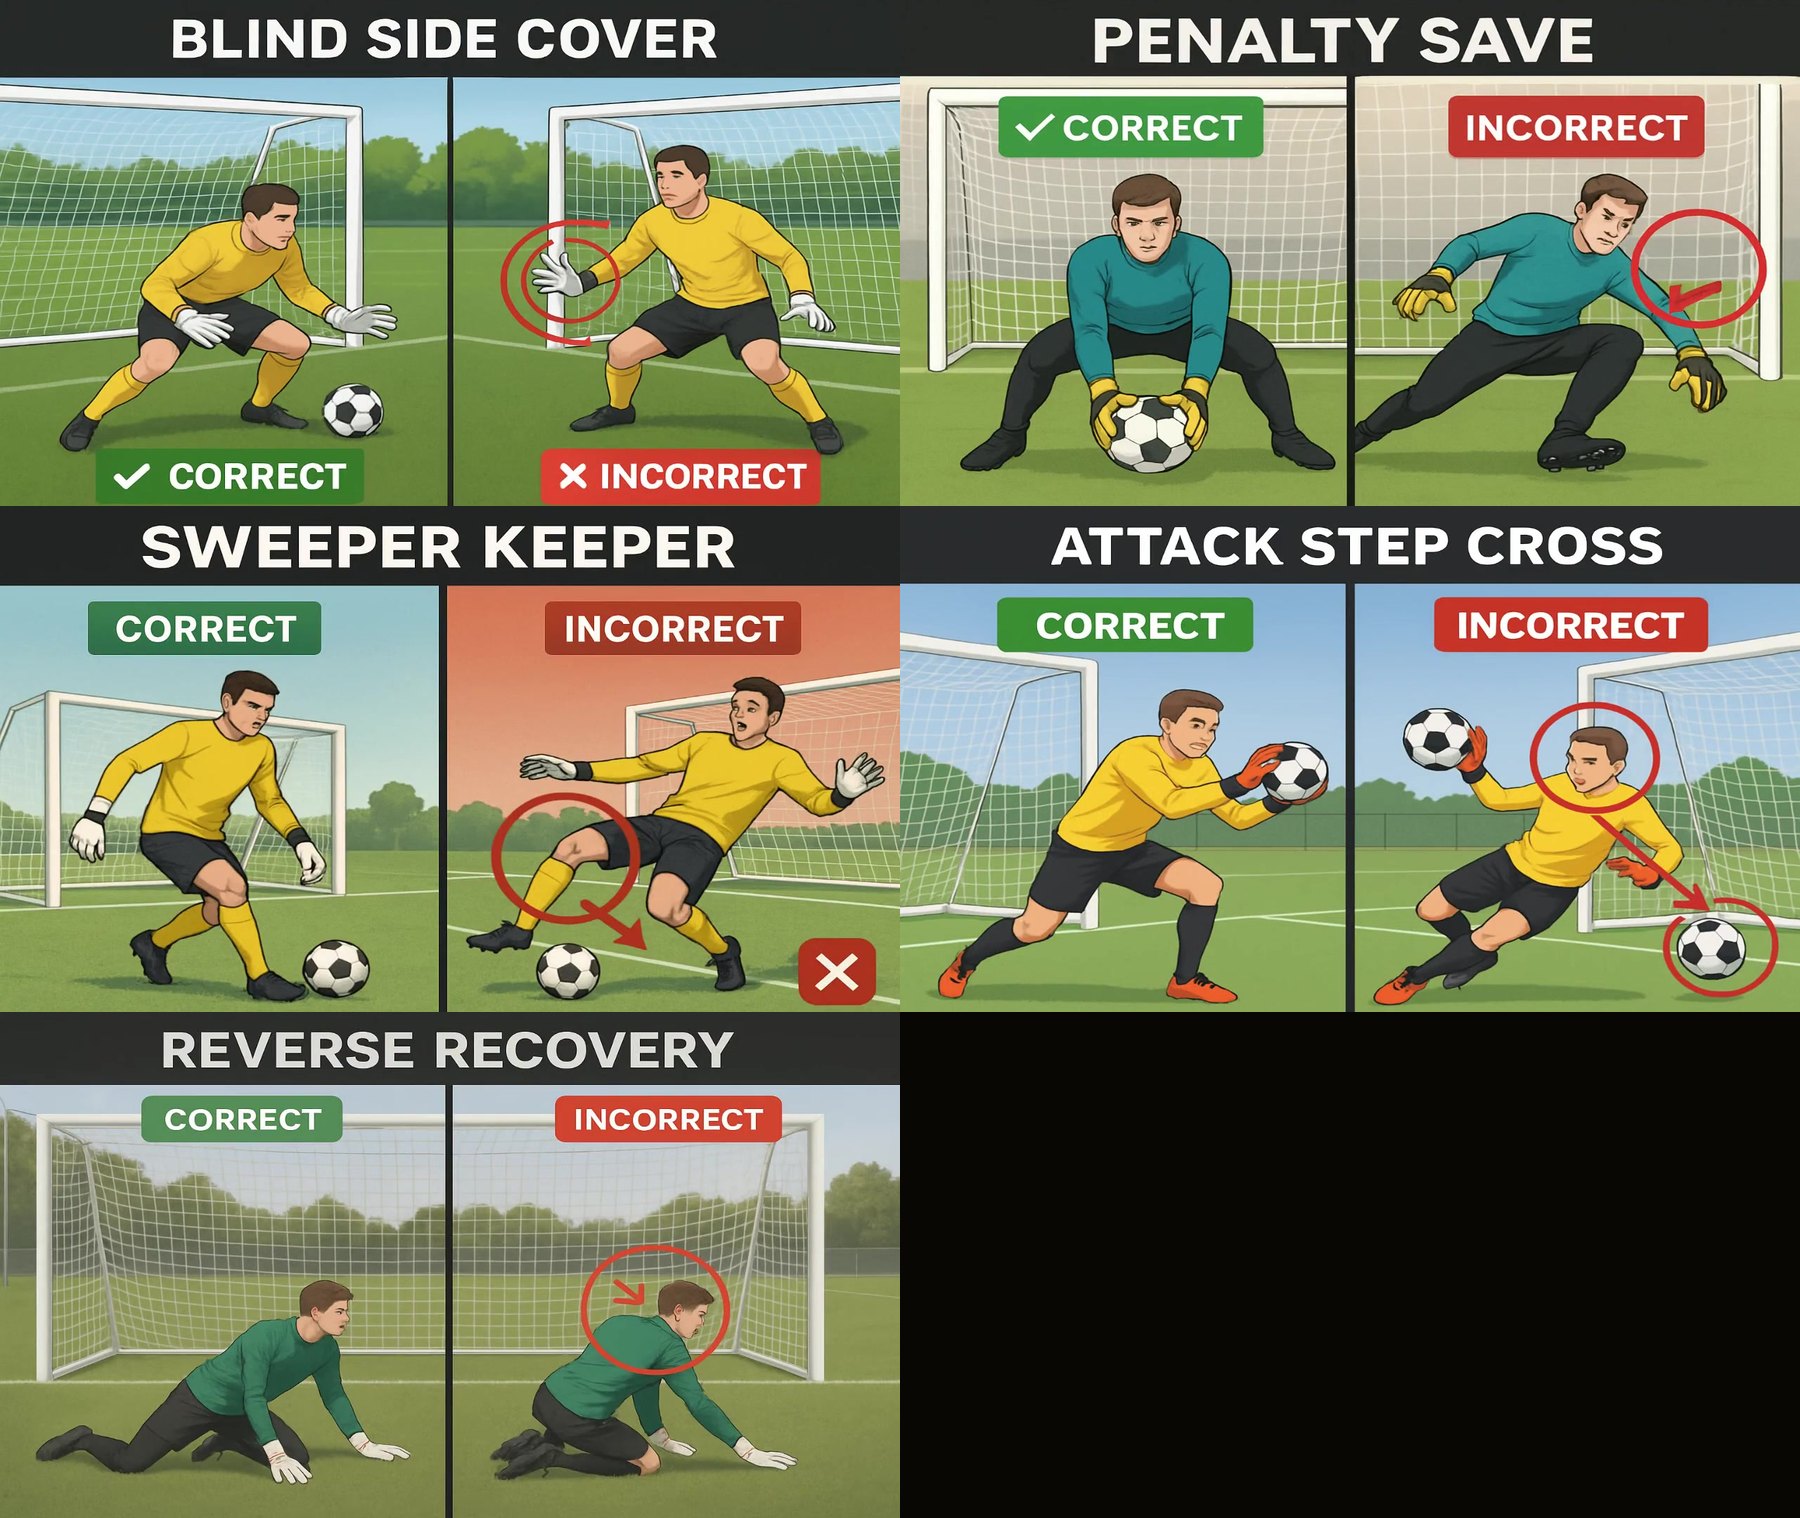 BLIND SIDE COVER
✓ CORRECT
✕ INCORRECT
PENALTY SAVE
✓ CORRECT
INCORRECT
SWEEPER KEEPER
CORRECT
INCORRECT
ATTACK STEP CROSS
CORRECT
INCORRECT
REVERSE RECOVERY
CORRECT
INCORRECT